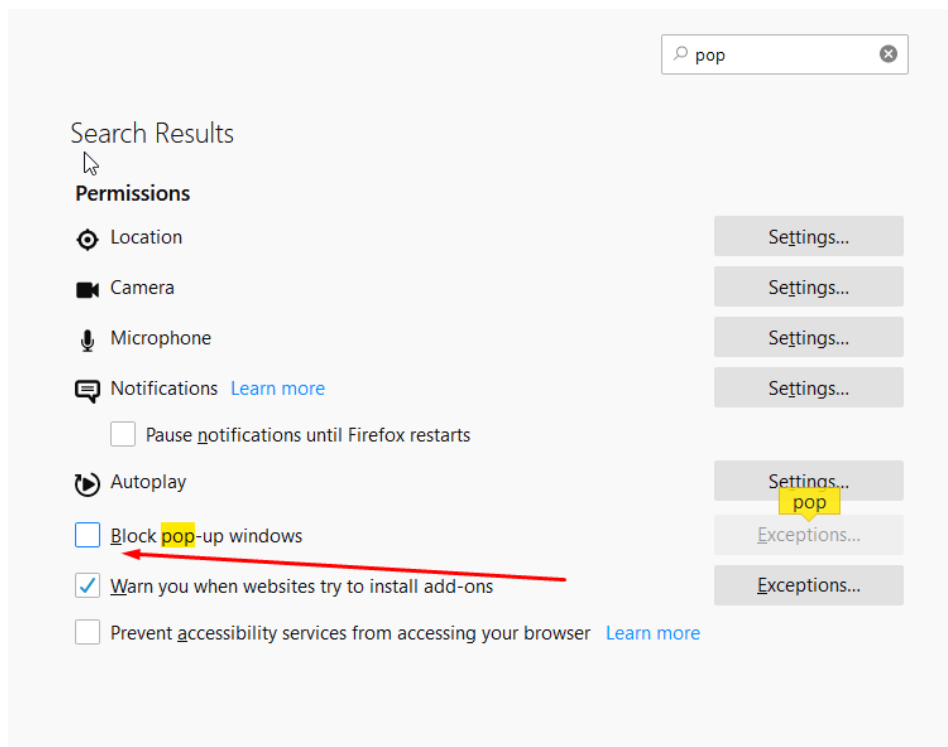 pop
Search Results
Permissions
Location Settings...
Camera Settings...
Microphone Settings...
Notifications Learn more Settings...
Pause notifications until Firefox restarts
Autoplay Settings...
pop
Block pop-up windows Exceptions...
Warn you when websites try to install add-ons Exceptions...
Prevent accessibility services from accessing your browser Learn more